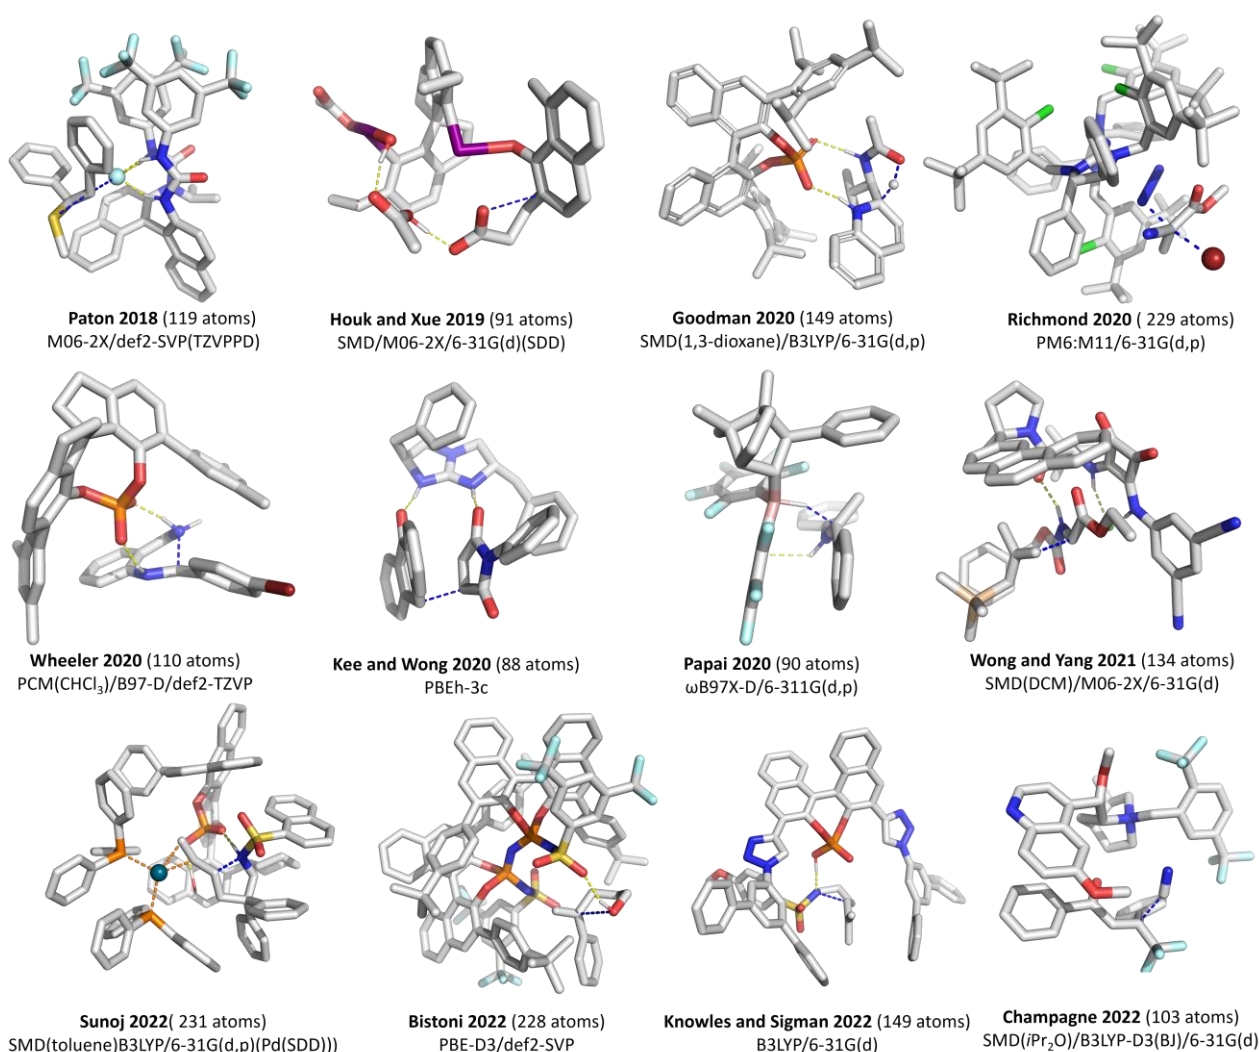 Paton 2018 (119 atoms)
M06-2X/def2-SVP(TZVPPD)
Houk and Xue 2019 (91 atoms)
SMD/M06-2X/6-31G(d)(SDD)
Goodman 2020 (149 atoms)
SMD(1,3-dioxane)/B3LYP/6-31G(d,p)
Richmond 2020 ( 229 atoms)
PM6:M11/6-31G(d,p)
Wheeler 2020 (110 atoms)
PCM(CHCl₃)/B97-D/def2-TZVP
Kee and Wong 2020 (88 atoms)
PBEh-3c
Papai 2020 (90 atoms)
ωB97X-D/6-311G(d,p)
Wong and Yang 2021 (134 atoms)
SMD(DCM)/M06-2X/6-31G(d)
Sunoj 2022( 231 atoms)
SMD(toluene)B3LYP/6-31G(d,p)(Pd(SDD)))
Bistoni 2022 (228 atoms)
PBE-D3/def2-SVP
Knowles and Sigman 2022 (149 atoms)
B3LYP/6-31G(d)
Champagne 2022 (103 atoms)
SMD(iPr₂O)/B3LYP-D3(BJ)/6-31G(d)